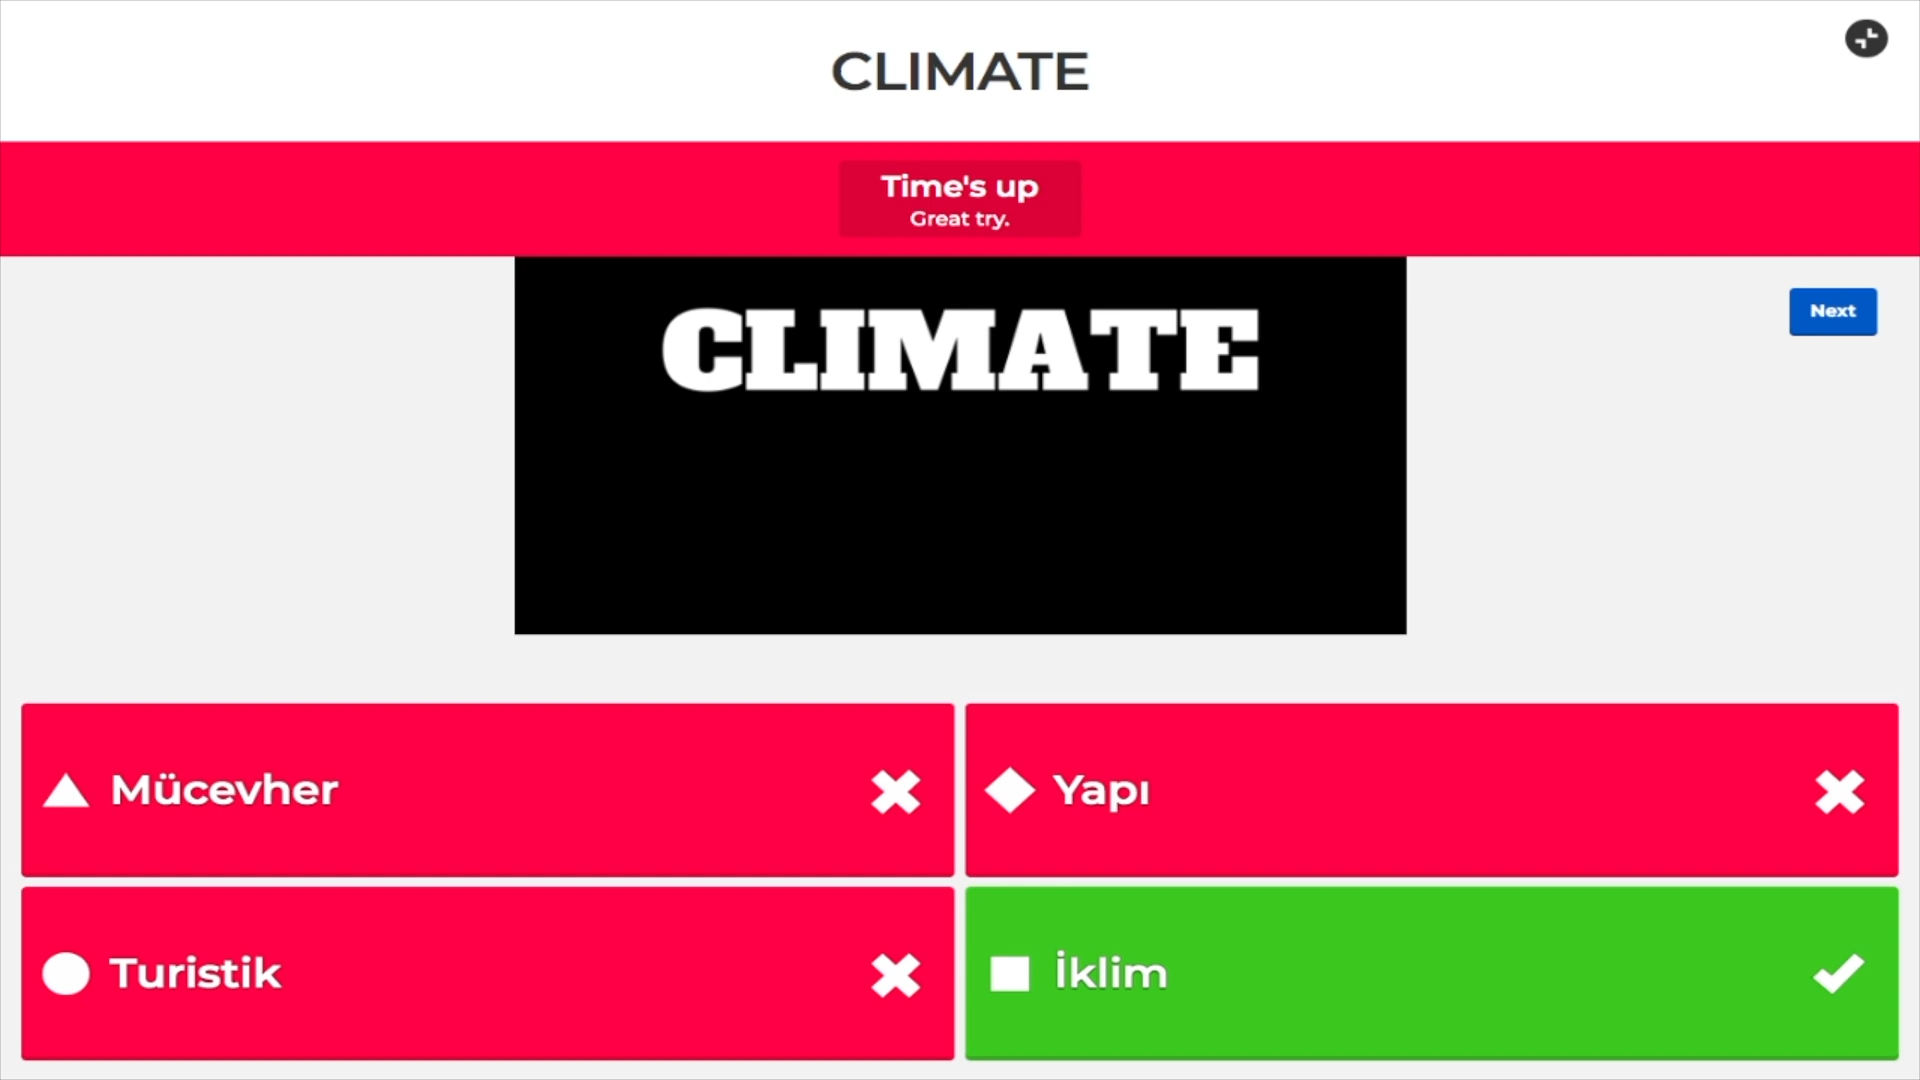 CLIMATE
Time's up
Great try.
CLIMATE
Next
Mücevher
Yapı
Turistik
İklim